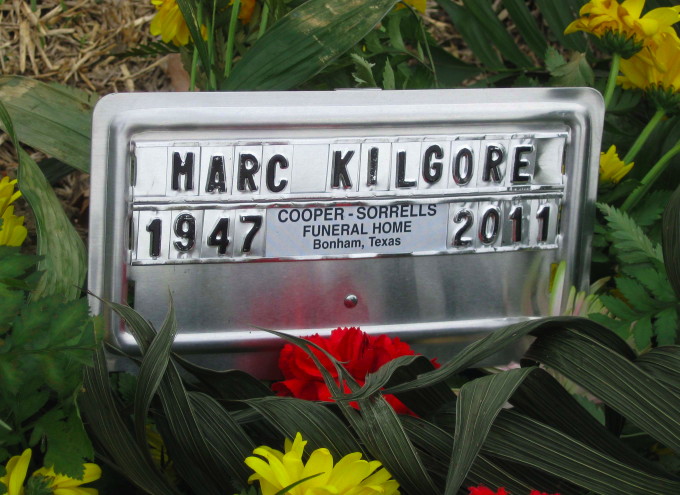 MARC KILGORE
1947
COOPER - SORRELLS
FUNERAL HOME
Bonham, Texas
2011